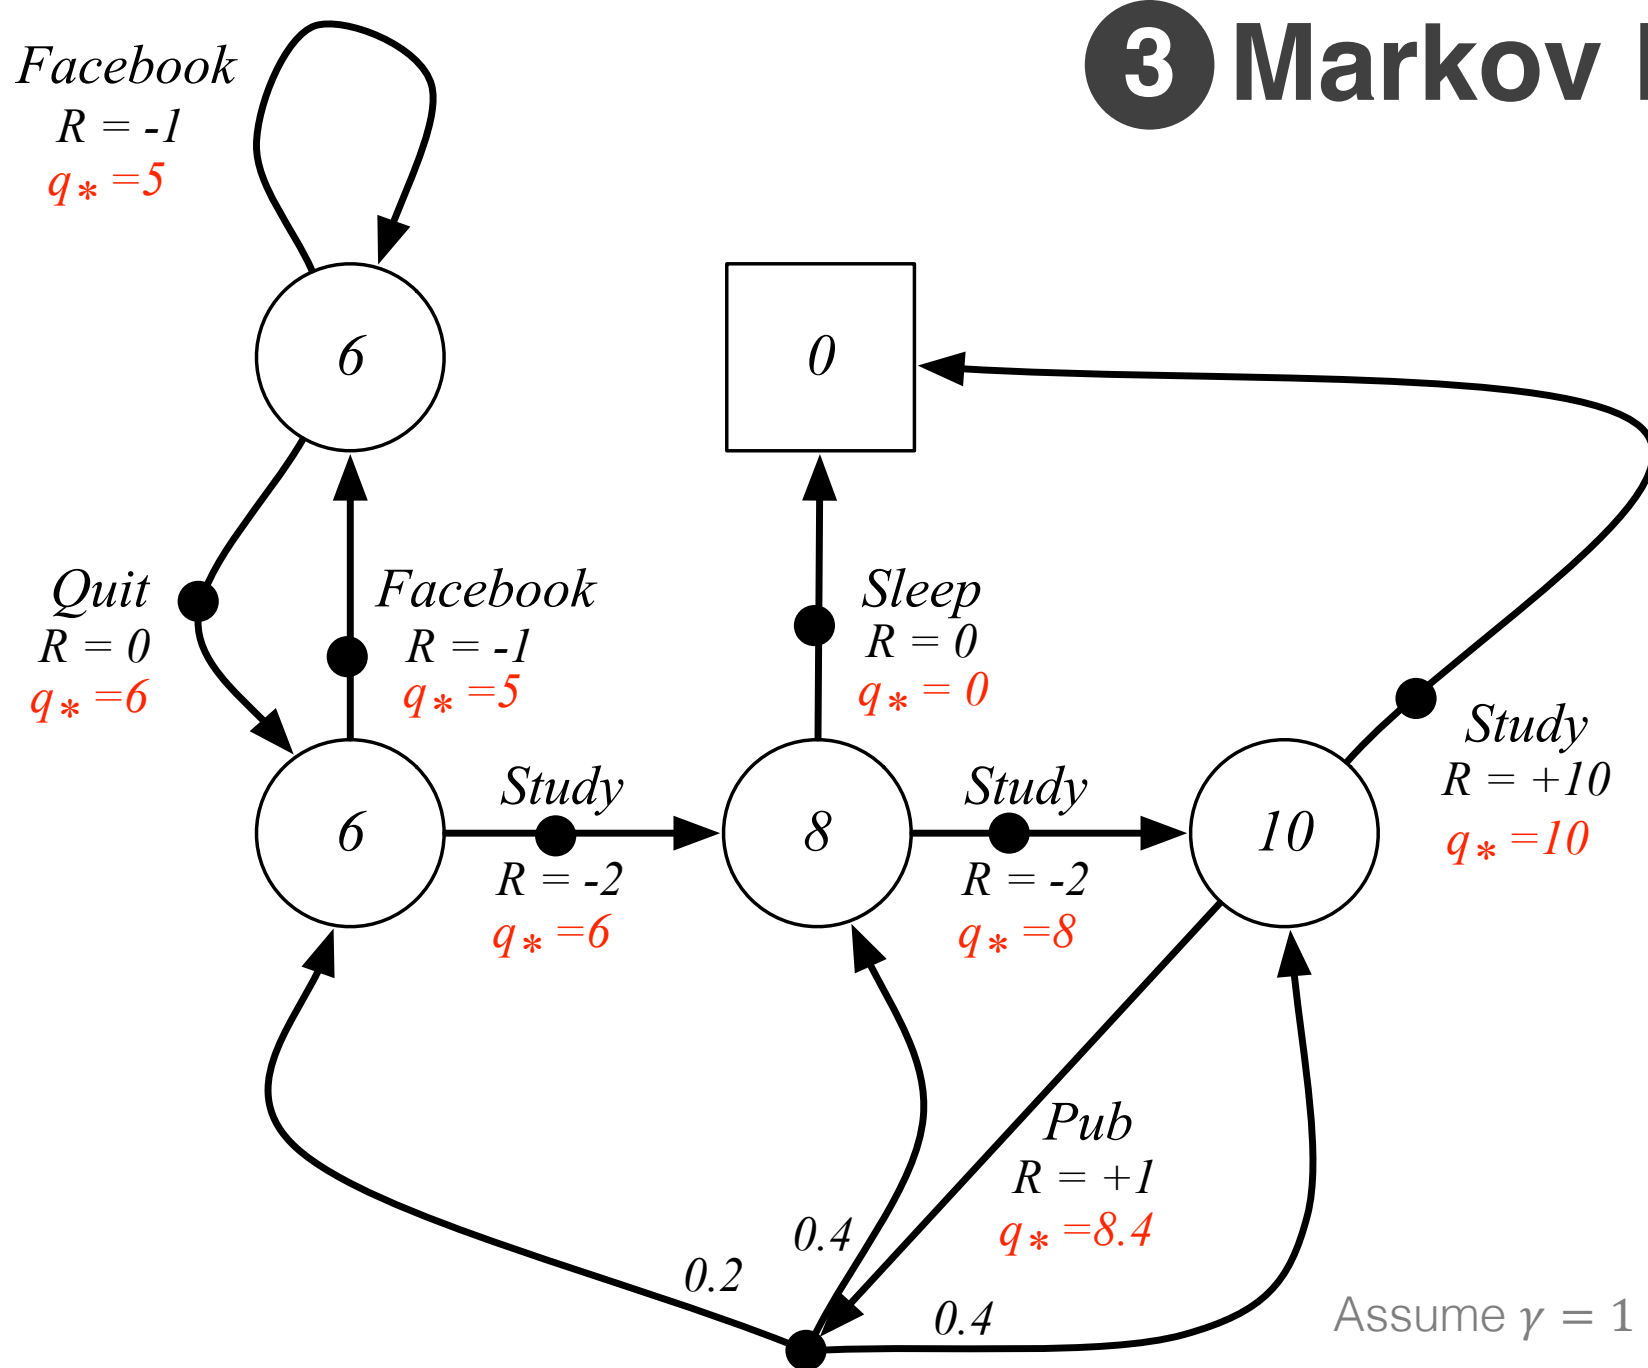 3 Markov
Facebook
R = -1
q* =5
6
0
Quit
R = 0
q* =6
Facebook
R = -1
q* =5
Sleep
R = 0
q* = 0
Study
R = +10
q* =10
6
Study
R = -2
q* =6
8
Study
R = -2
q* =8
10
Pub
R = +1
q* =8.4
0.2
0.4
0.4
Assume γ = 1